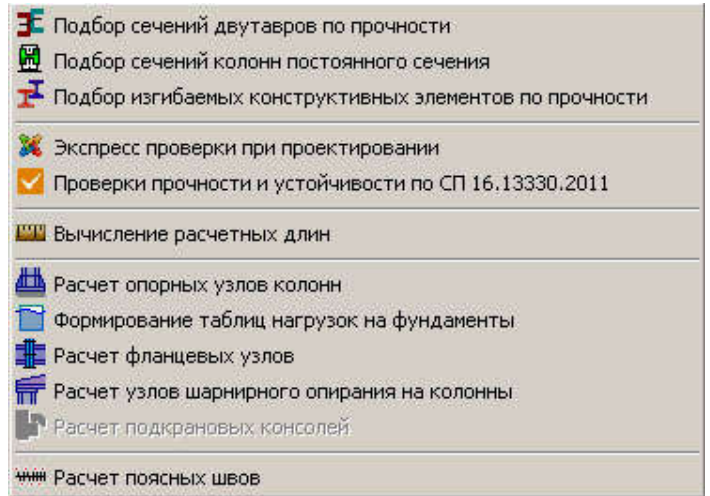 Подбор сечений двутавров по прочности
Подбор сечений колонн постоянного сечения
Подбор изгибаемых конструктивных элементов по прочности
Экспресс проверки при проектировании
Проверки прочности и устойчивости по СП 16.13330.2011
Вычисление расчетных длин
Расчет опорных узлов колонн
Формирование таблиц нагрузок на фундаменты
Расчет фланцевых узлов
Расчет узлов шарнирного опирания на колонны
Расчет подкрановых консолей
Расчет поясных швов